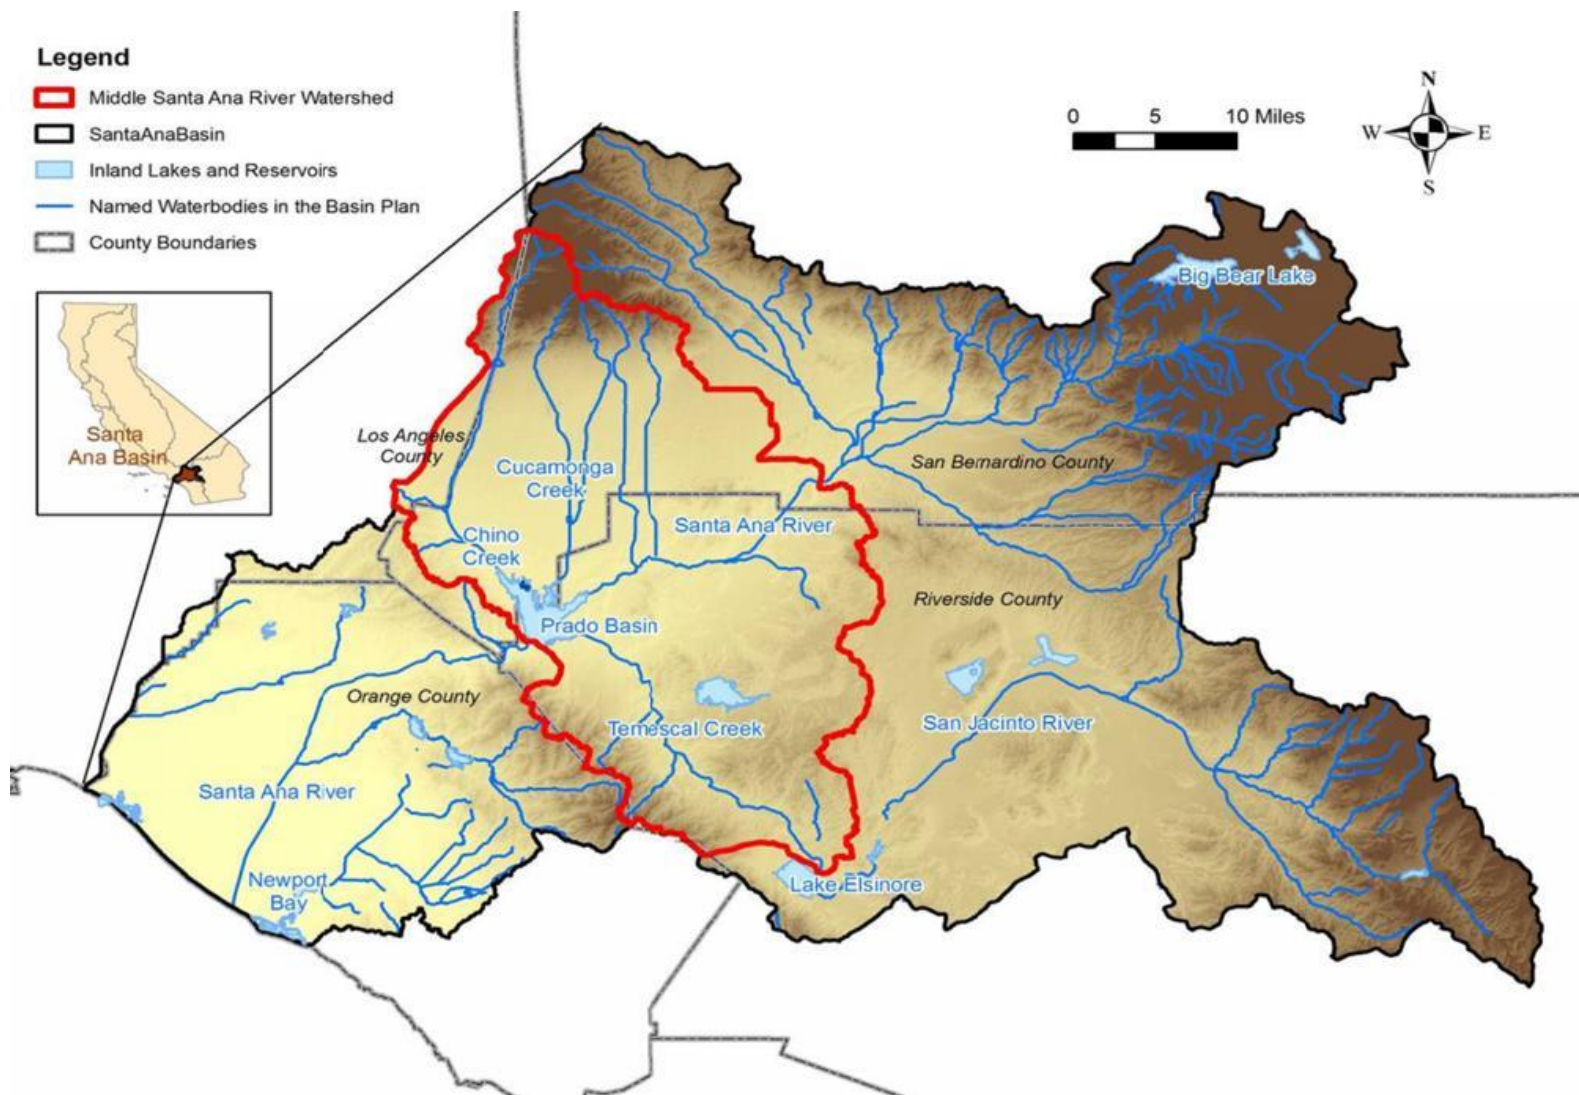 Legend
Middle Santa Ana River Watershed
SantaAnaBasin
Inland Lakes and Reservoirs
Named Waterbodies in the Basin Plan
County Boundaries
0 5 10 Miles
N
W E
S
Santa
Ana Basin
Big Bear Lake
Los Angeles
County
Cucamonga
Creek
San Bernardino County
Chino
Creek
Santa Ana River
Riverside County
Prado Basin
Orange County
Temescal Creek
San Jacinto River
Santa Ana River
Newport
Bay
Lake Elsinore